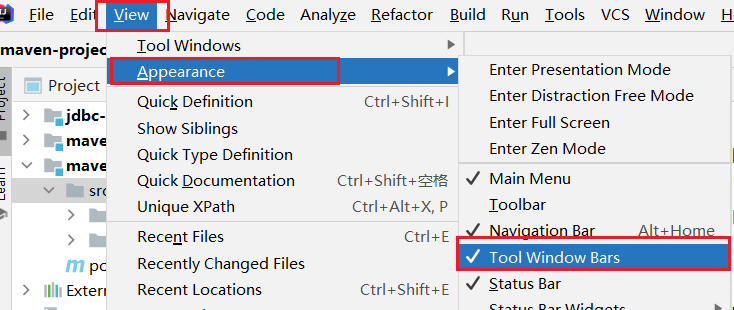 File Edit View Navigate Code Analyze Refactor Build Run Tools VCS Window H
maven-project
Project
Project
jdbc-
mave
mave
src
po
Extern
Learn
Tool Windows
Appearance
Quick Definition Ctrl+Shift+I
Show Siblings
Quick Type Definition
Quick Documentation Ctrl+Shift+空格
Unique XPath Ctrl+Alt+X, P
Recent Files Ctrl+E
Recently Changed Files
Recent Locations Ctrl+Shift+E
Enter Presentation Mode
Enter Distraction Free Mode
Enter Full Screen
Enter Zen Mode
Main Menu
Toolbar
Navigation Bar Alt+Home
Tool Window Bars
Status Bar
Status Bar Widgets